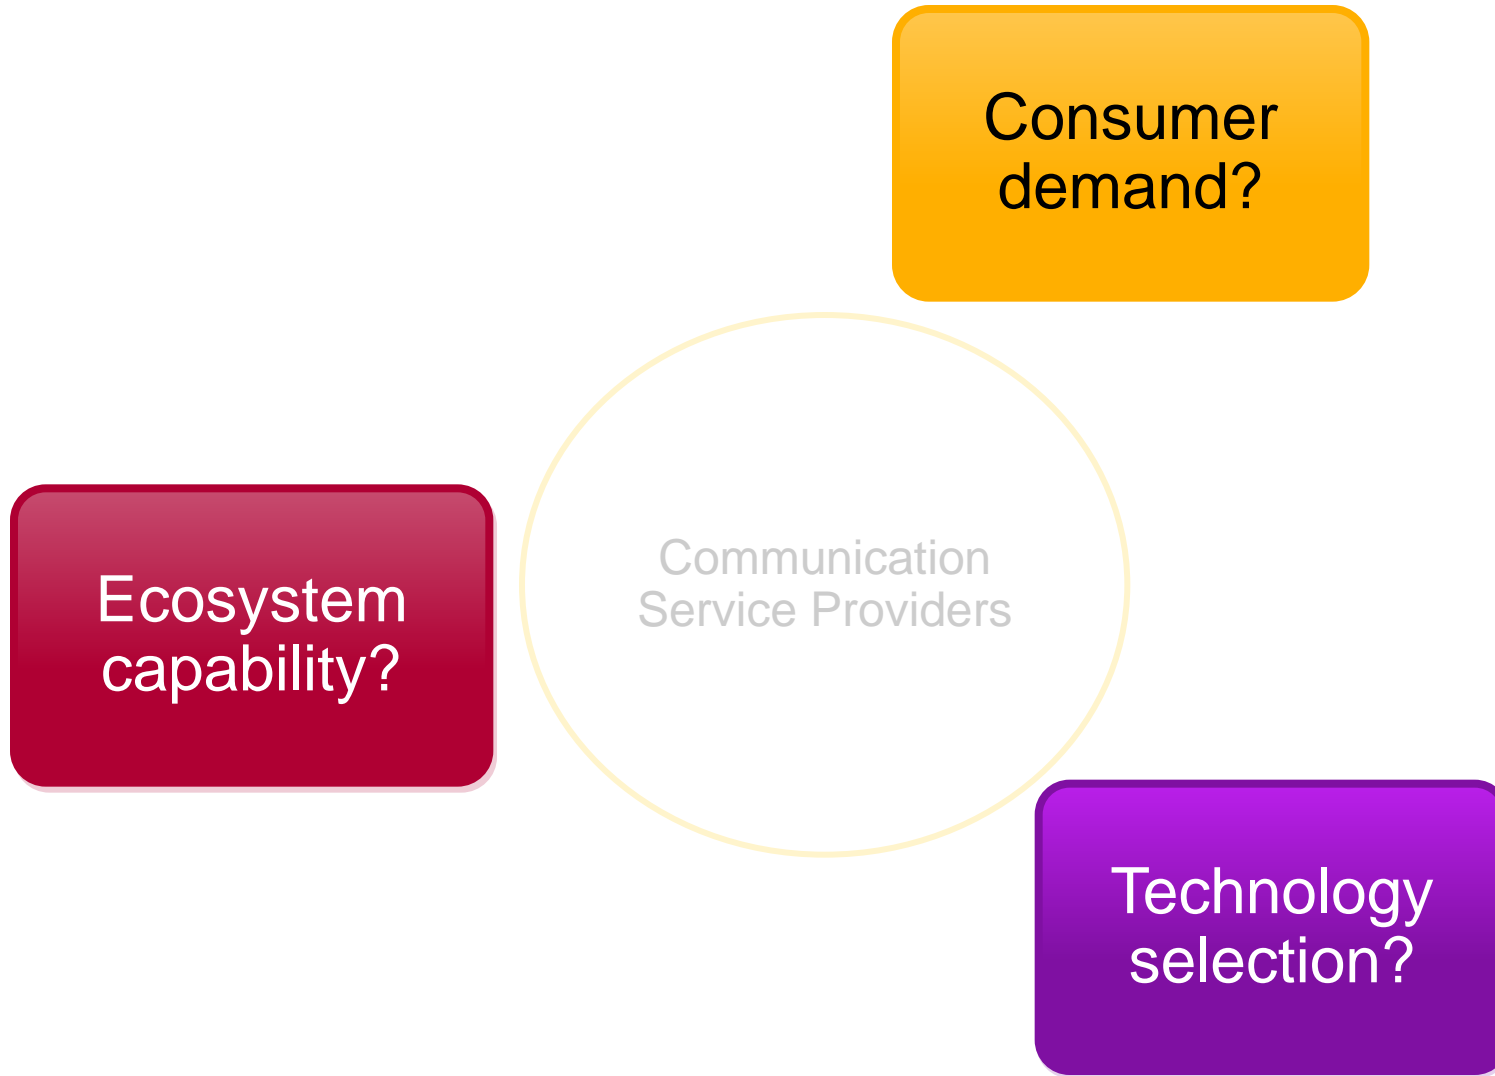 Consumer
demand?
Communication
Service Providers
Ecosystem
capability?
Technology
selection?